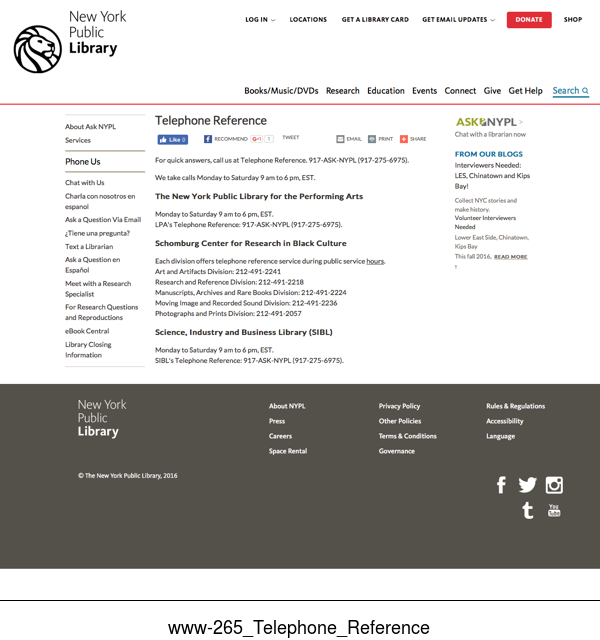 New York
Public
Library
LOG IN
LOCATIONS
GET A LIBRARY CARD
GET EMAIL UPDATES
DONATE
SHOP
Books/Music/DVDs
Research
Education
Events
Connect
Give
Get Help
Search
About Ask NYPL
Services
Phone Us
Chat with Us
Charla con nosotros en
espanol
Ask a Question Via Email
¿Tiene una pregunta?
Text a Librarian
Ask a Question en
Español
Meet with a Research
Specialist
For Research Questions
and Reproductions
eBook Central
Library Closing
Information
Telephone Reference
Like 0
RECOMMEND
G+1
1
TWEET
EMAIL
PRINT
SHARE
For quick answers, call us at Telephone Reference. 917-ASK-NYPL (917-275-6975).
We take calls Monday to Saturday 9 am to 6 pm, EST.
The New York Public Library for the Performing Arts
Monday to Saturday 9 am to 6 pm, EST.
LPA's Telephone Reference: 917-ASK-NYPL (917-275-6975).
Schomburg Center for Research in Black Culture
Each division offers telephone reference service during public service hours.
Art and Artifacts Division: 212-491-2241
Research and Reference Division: 212-491-2218
Manuscripts, Archives and Rare Books Division: 212-491-2224
Moving Image and Recorded Sound Division: 212-491-2236
Photographs and Prints Division: 212-491-2057
Science, Industry and Business Library (SIBL)
Monday to Saturday 9 am to 6 pm, EST.
SIBL's Telephone Reference: 917-ASK-NYPL (917-275-6975).
ASK NYPL >
Chat with a librarian now
FROM OUR BLOGS
Interviewers Needed:
LES, Chinatown and Kips
Bay!
Collect NYC stories and
make history.
Volunteer Interviewers
Needed
Lower East Side, Chinatown,
Kips Bay
This fall 2016, READ MORE
New York
Public
Library
About NYPL
Press
Careers
Space Rental
Privacy Policy
Other Policies
Terms & Conditions
Governance
Rules & Regulations
Accessibility
Language
© The New York Public Library, 2016
You
Tube
www-265_Telephone_Reference